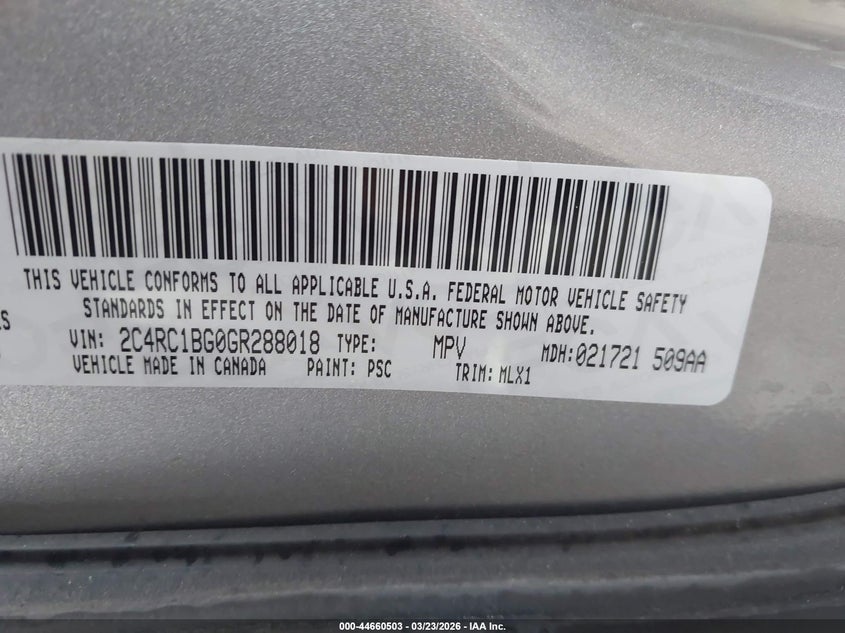 THIS VEHICLE CONFORMS TO ALL APPLICABLE U.S.A. FEDERAL MOTOR VEHICLE SAFETY
STANDARDS IN EFFECT ON THE DATE OF MANUFACTURE SHOWN ABOVE.
VIN: 2C4RC1BG0GR288018 TYPE: MPV MDH:021721 509AA
VEHICLE MADE IN CANADA PAINT: PSC TRIM: MLX1
000-44660503 - 03/23/2026 - IAA Inc.